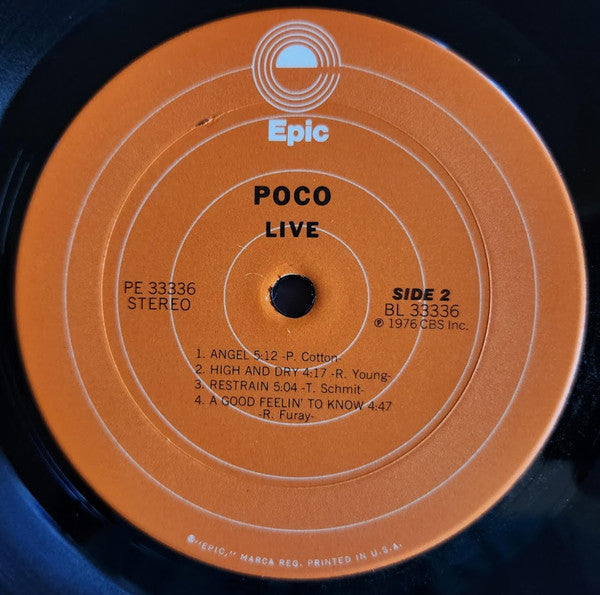 Epic
POCO
LIVE
PE 33336
STEREO
SIDE 2
BL 33336
℗ 1976 CBS Inc.
1. ANGEL 5:12 -P. Cotton-
2. HIGH AND DRY 4:17 -R. Young-
3. RESTRAIN 5:04 -T. Schmit-
4. A GOOD FEELIN' TO KNOW 4:47
-R. Furay-
®"EPIC," MARCA REG. PRINTED IN U.S.A.